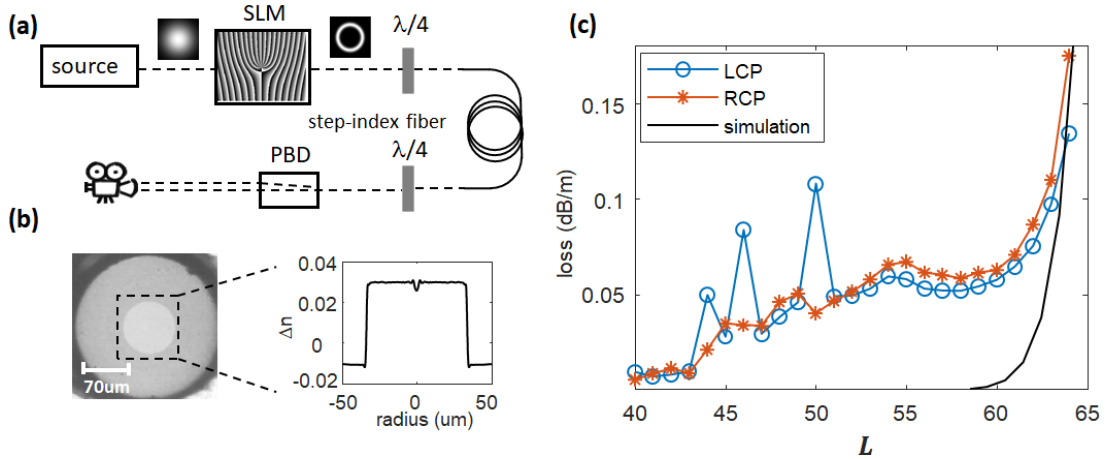 (a)
SLM
λ/4
source
step-index fiber
PBD
λ/4
(b)
70um
Δn
0.04
0.02
0
-0.02
-50
0
50
radius (um)
(c)
LCP
RCP
simulation
loss (dB/m)
0.15
0.1
0.05
40
45
50
55
60
65
L